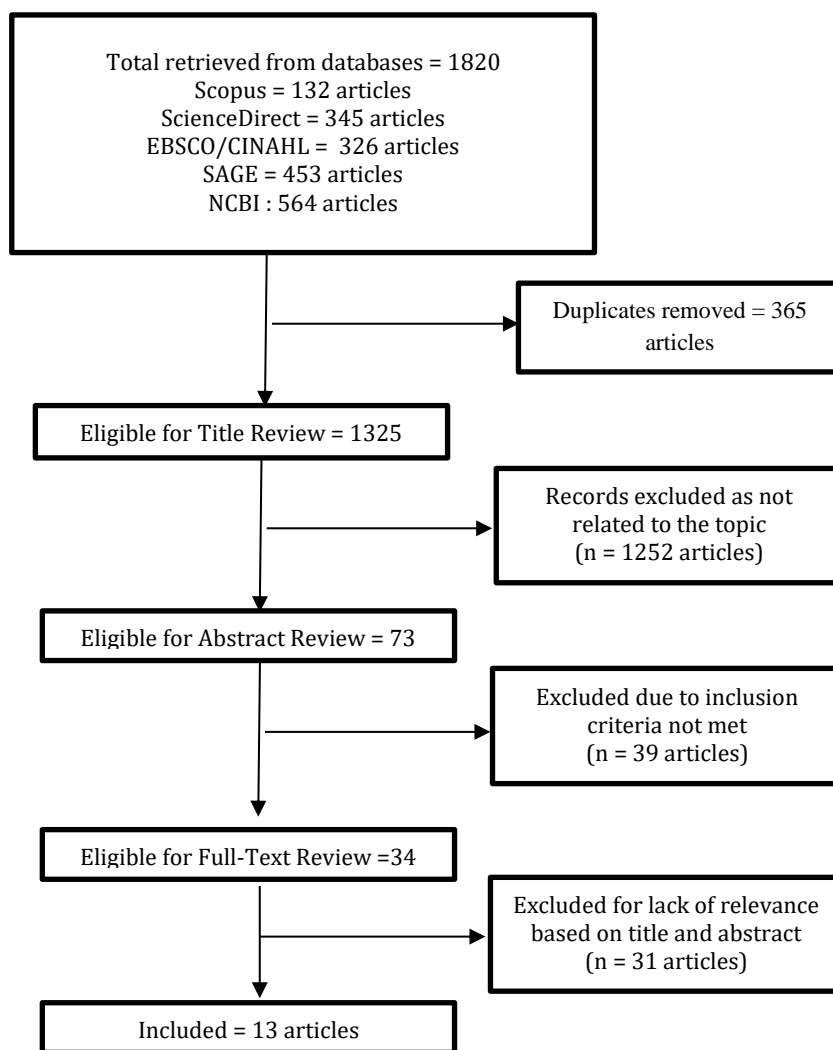 Total retrieved from databases = 1820
Scopus = 132 articles
ScienceDirect = 345 articles
EBSCO/CINAHL = 326 articles
SAGE = 453 articles
NCBI : 564 articles
Duplicates removed = 365
articles
Eligible for Title Review = 1325
Records excluded as not
related to the topic
(n = 1252 articles)
Eligible for Abstract Review = 73
Excluded due to inclusion
criteria not met
(n = 39 articles)
Eligible for Full-Text Review =34
Excluded for lack of relevance
based on title and abstract
(n = 31 articles)
Included = 13 articles